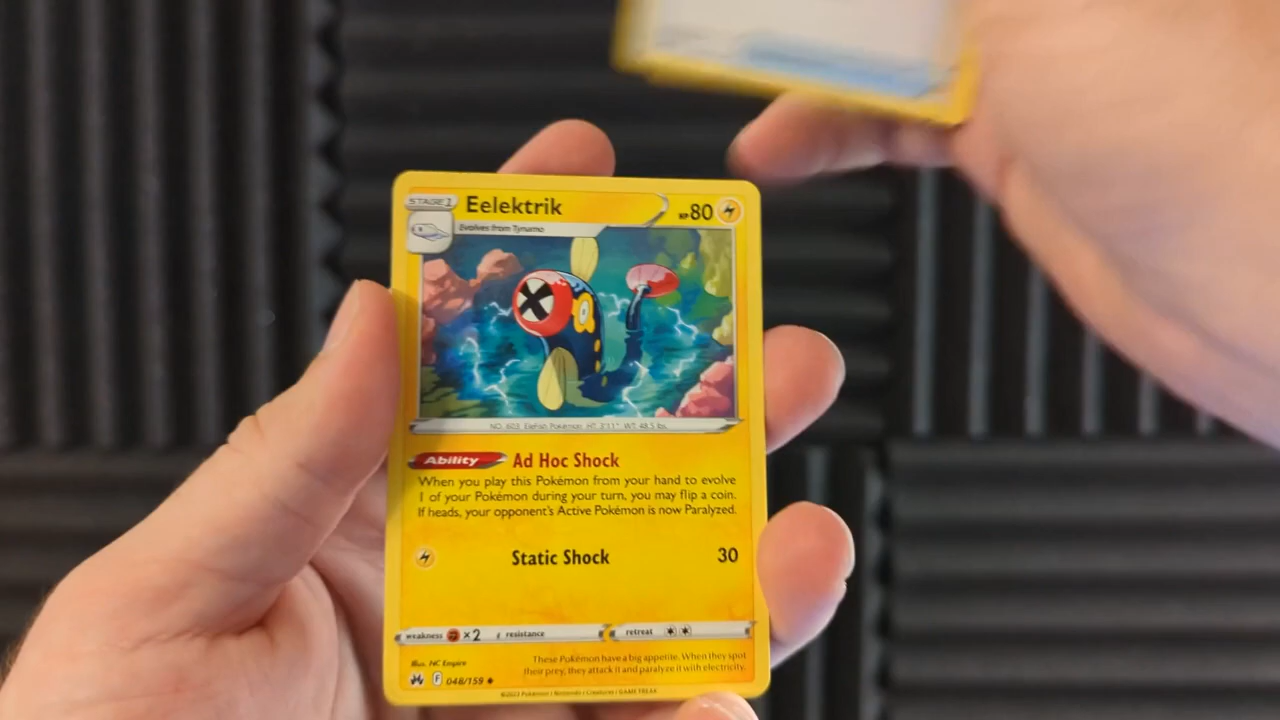 STAGE 1 Eelektrik HP 80
Evolves from Tynamo
NO. 603 EleFish Pokémon HT: 3'11" WT: 48.5 lbs.
Ability Ad Hoc Shock
When you play this Pokémon from your hand to evolve
1 of your Pokémon during your turn, you may flip a coin.
If heads, your opponent's Active Pokémon is now Paralyzed.
Static Shock 30
weakness ×2 resistance retreat
Illus. NC Empire
These Pokémon have a big appetite. When they spot
their prey, they attack it and paralyze it with electricity.
F 048/159
©2023 Pokémon / Nintendo / Creatures / GAME FREAK